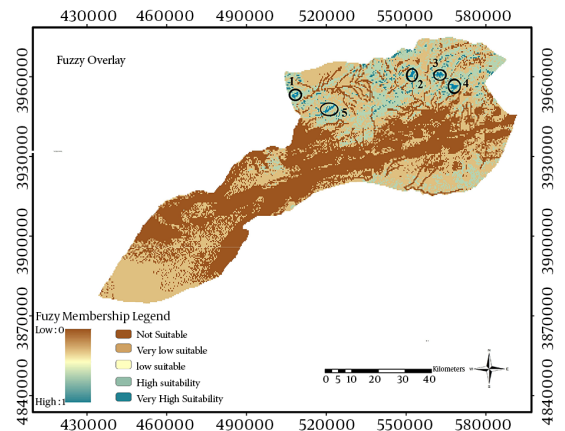 430000 460000 490000 520000 550000 580000
Fuzzy Overlay
3960000 3960000
3930000 3930000
3900000 3900000
3870000 3870000
4840000 4840000
1
2
3
4
5
Fuzy Membership Legend
Low : 0
High : 1
Not Suitable
Very low suitable
low suitable
High suitability
Very High Suitability
Kilometers
0 5 10 20 30 40
N
430000 460000 490000 520000 550000 580000